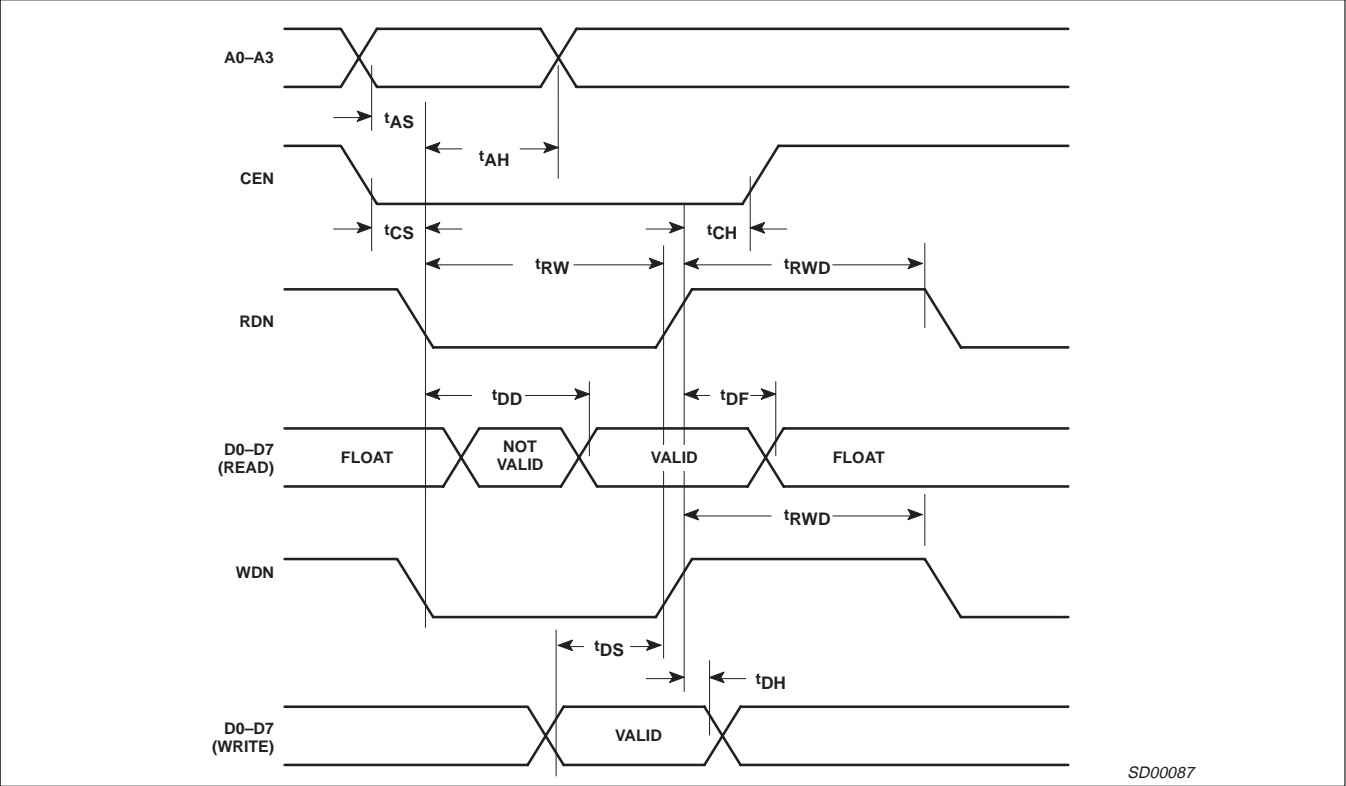 A0–A3
tAS
tAH
CEN
tCS
tCH
tRW
tRWD
RDN
tDD
tDF
D0–D7
(READ)
FLOAT
NOT
VALID
VALID
FLOAT
tRWD
WDN
tDS
tDH
D0–D7
(WRITE)
VALID
SD00087